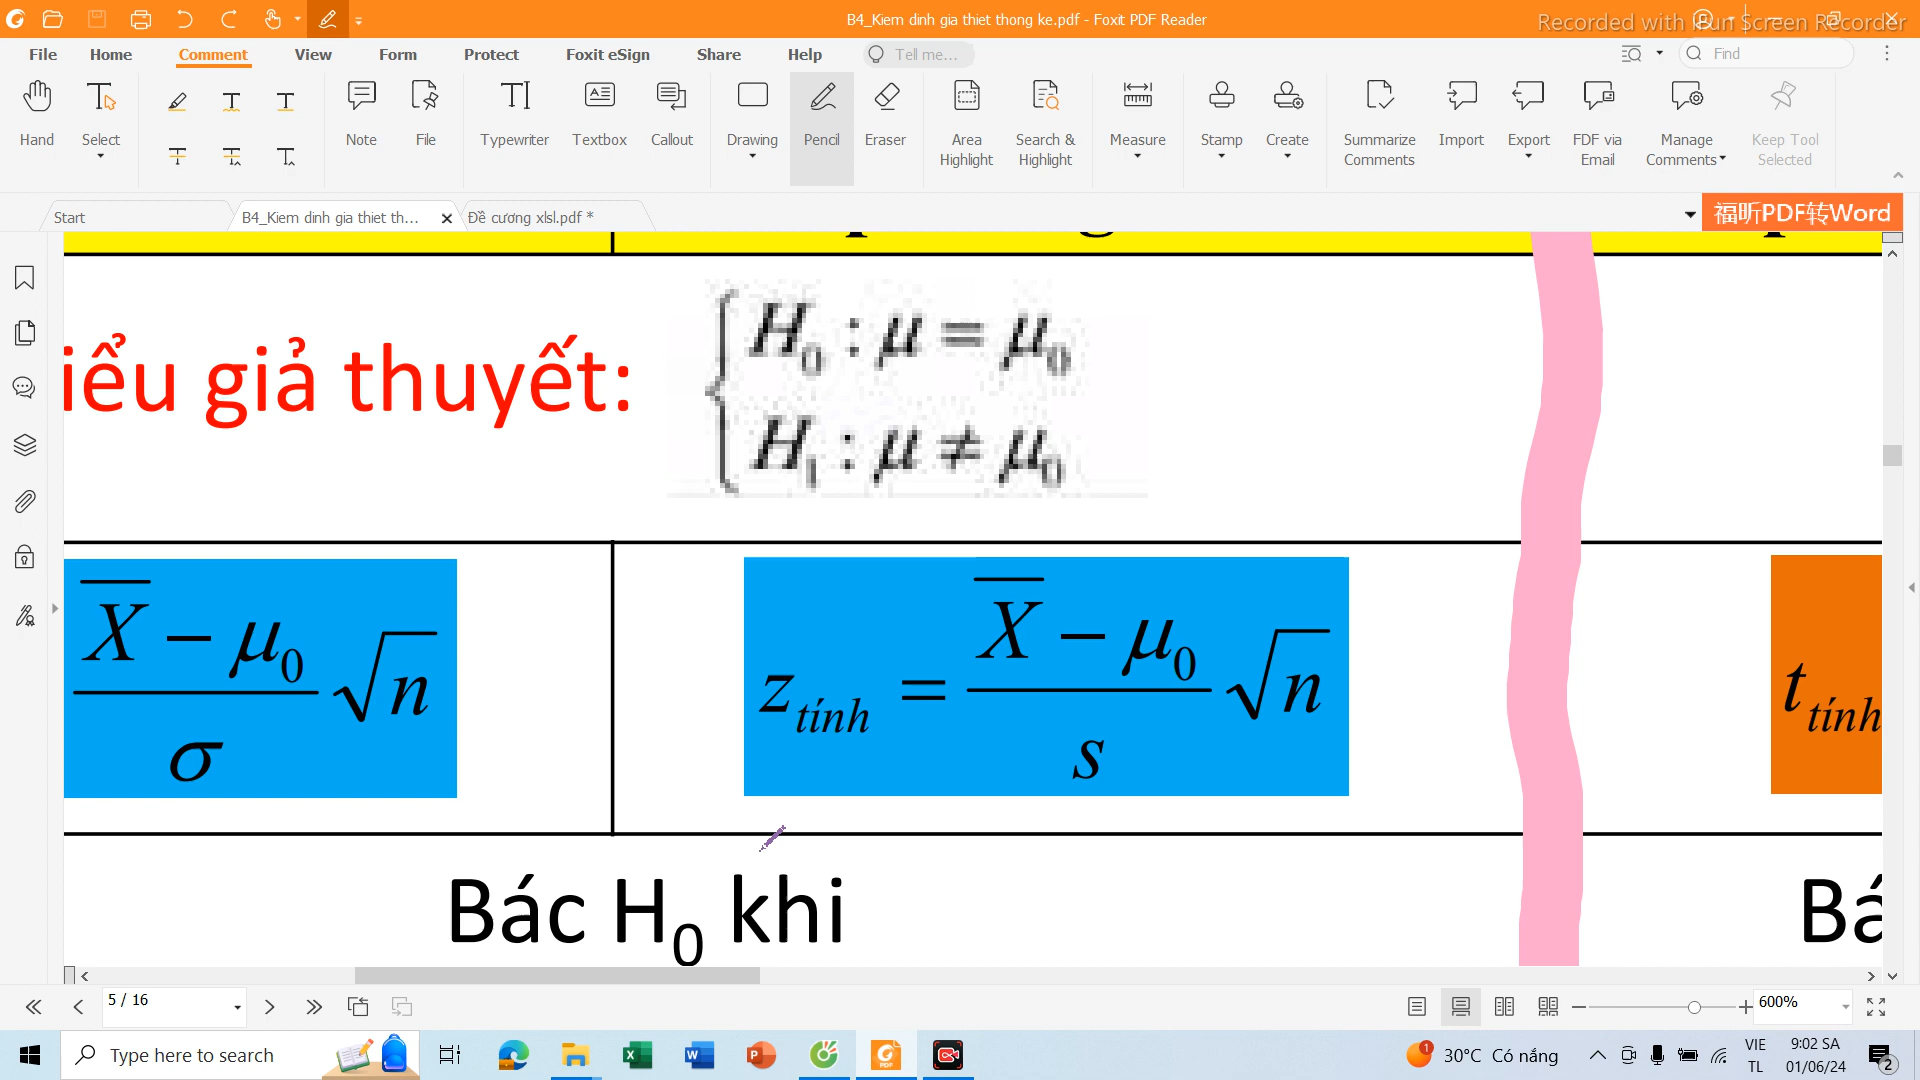 B4_Kiem dinh gia thiet thong ke.pdf - Foxit PDF Reader
Recorded with iTop Screen Recorder
File Home Comment View Form Protect Foxit eSign Share Help Tell me... Find
Hand Select Note File Typewriter Textbox Callout Drawing Pencil Eraser Area Highlight Search & Highlight Measure Stamp Create Summarize Comments Import Export FDF via Email Manage Comments Keep Tool Selected
Start B4_Kiem dinh gia thiet th... Đề cương xlsl.pdf * 福昕PDF转Word
iểu giả thuyết:
H₀ : μ = μ₀
H₁ : μ ≠ μ₀
X̄ − μ₀ / σ √n
z tính = X̄ − μ₀ / s √n
t tính
Bác H₀ khi
Bá
5 / 16 600%
Type here to search 30°C Có nắng VIE 9:02 SA
TL 01/06/24 2